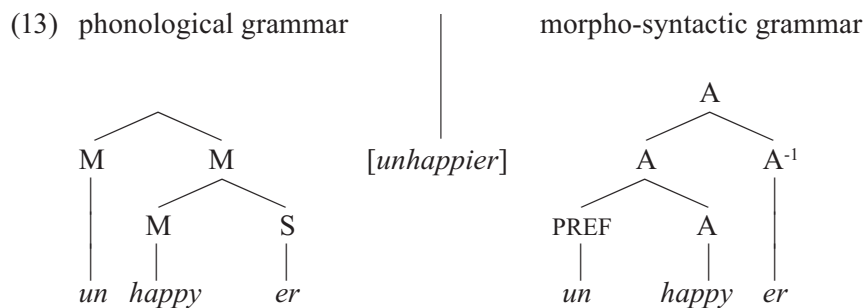 (13) phonological grammar morpho-syntactic grammar
A
M M [unhappier] A A⁻¹
M S PREF A
un happy er un happy er